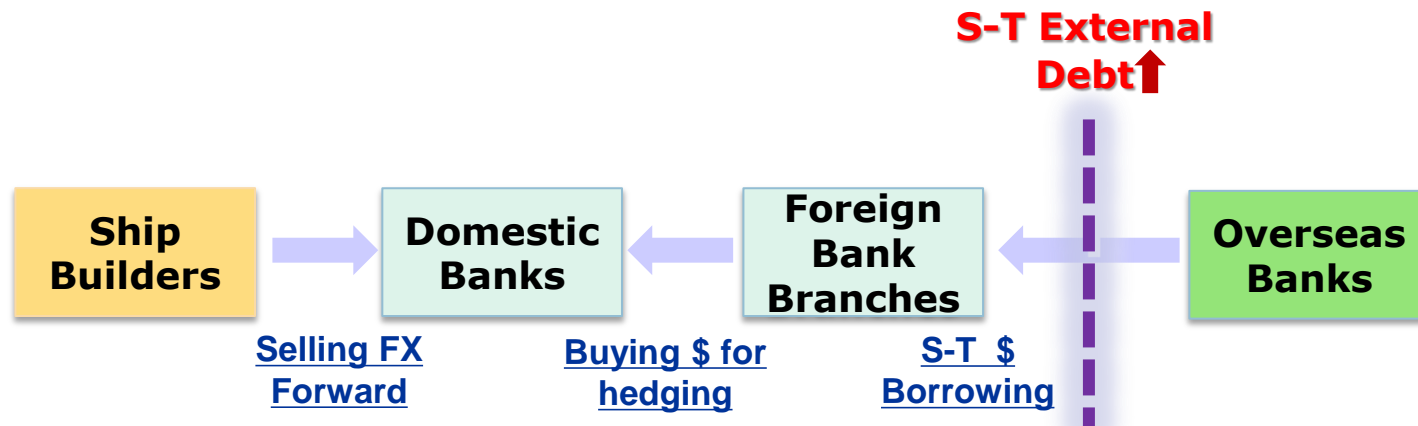 S-T External
Debt
Ship
Builders
Domestic
Banks
Foreign
Bank
Branches
Overseas
Banks
Selling FX
Forward
Buying $ for
hedging
S-T $
Borrowing